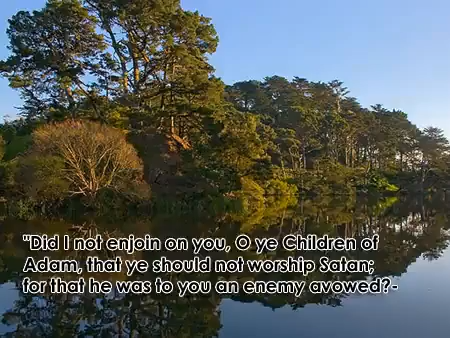 "Did I not enjoin on you, O ye Children of
Adam, that ye should not worship Satan;
for that he was to you an enemy avowed?-